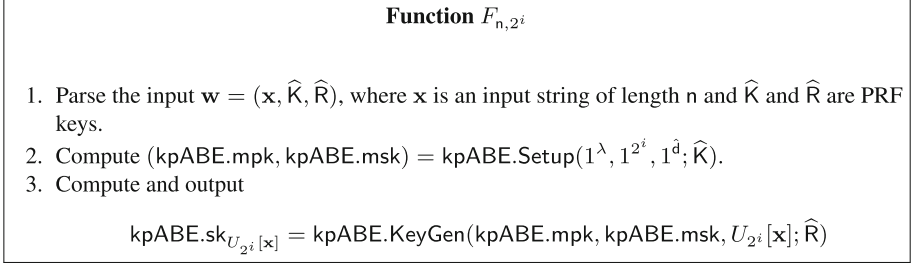 Function F_{n,2^i}
1. Parse the input w = (x, K̂, R̂), where x is an input string of length n and K̂ and R̂ are PRF
keys.
2. Compute (kpABE.mpk, kpABE.msk) = kpABE.Setup(1^λ, 1^{2^i}, 1^{d̂}; K̂).
3. Compute and output
kpABE.sk_{U_{2^i}[x]} = kpABE.KeyGen(kpABE.mpk, kpABE.msk, U_{2^i}[x]; R̂)